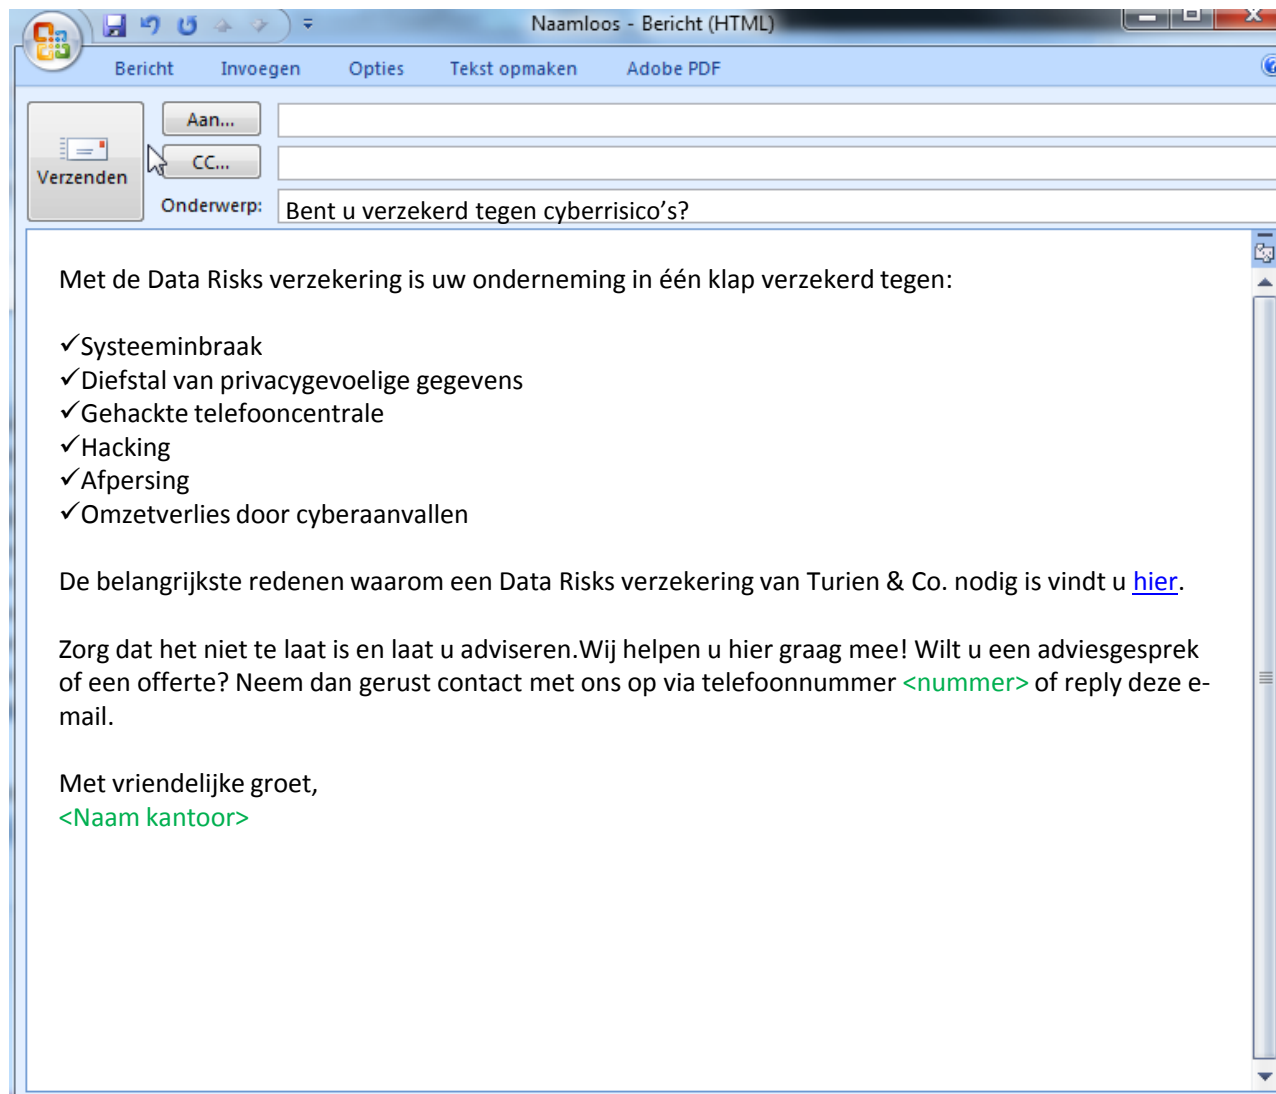 Naamloos - Bericht (HTML)
Bericht Invoegen Opties Tekst opmaken Adobe PDF
Aan...
CC...
Verzenden
Onderwerp: Bent u verzekerd tegen cyberrisico’s?
Met de Data Risks verzekering is uw onderneming in één klap verzekerd tegen:
✓Systeeminbraak
✓Diefstal van privacygevoelige gegevens
✓Gehackte telefooncentrale
✓Hacking
✓Afpersing
✓Omzetverlies door cyberaanvallen
De belangrijkste redenen waarom een Data Risks verzekering van Turien & Co. nodig is vindt u hier.
Zorg dat het niet te laat is en laat u adviseren.Wij helpen u hier graag mee! Wilt u een adviesgesprek
of een offerte? Neem dan gerust contact met ons op via telefoonnummer <nummer> of reply deze e-
mail.
Met vriendelijke groet,
<Naam kantoor>